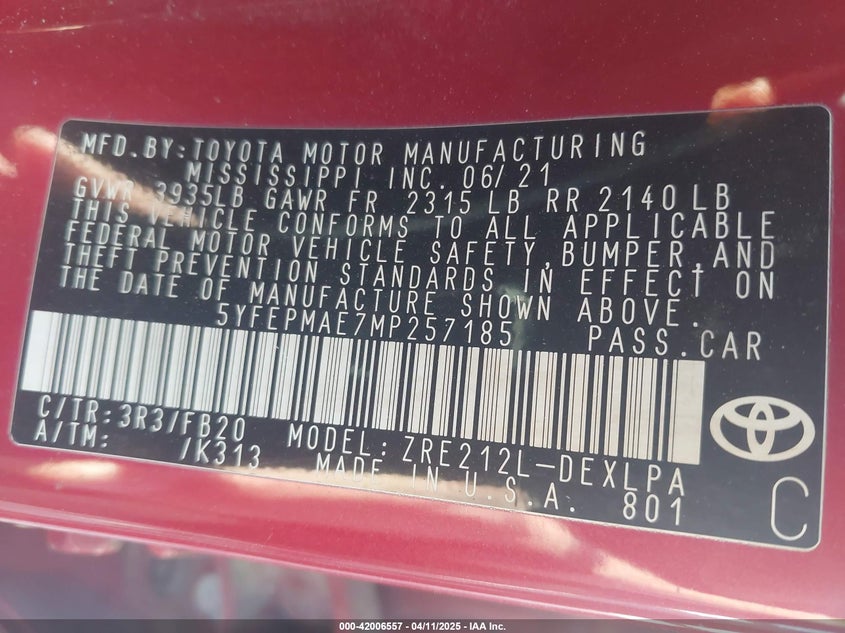 MFD.BY:TOYOTA MOTOR MANUFACTURING
MISSISSIPPI INC. 06/21
GVWR 3935LB GAWR FR 2315 LB RR 2140 LB
THIS VEHICLE CONFORMS TO ALL APPLICABLE
FEDERAL MOTOR VEHICLE SAFETY,BUMPER,AND
THEFT PREVENTION STANDARDS IN EFFECT ON
THE DATE OF MANUFACTURE SHOWN ABOVE.
5YFEPMAE7MP257185 PASS.CAR
C/TR:3R3/FB20 MODEL:ZRE212L-DEXLPA
A/TM: /K313 MADE IN U.S.A. 801
C
000-42006557 - 04/11/2025 - IAA Inc.